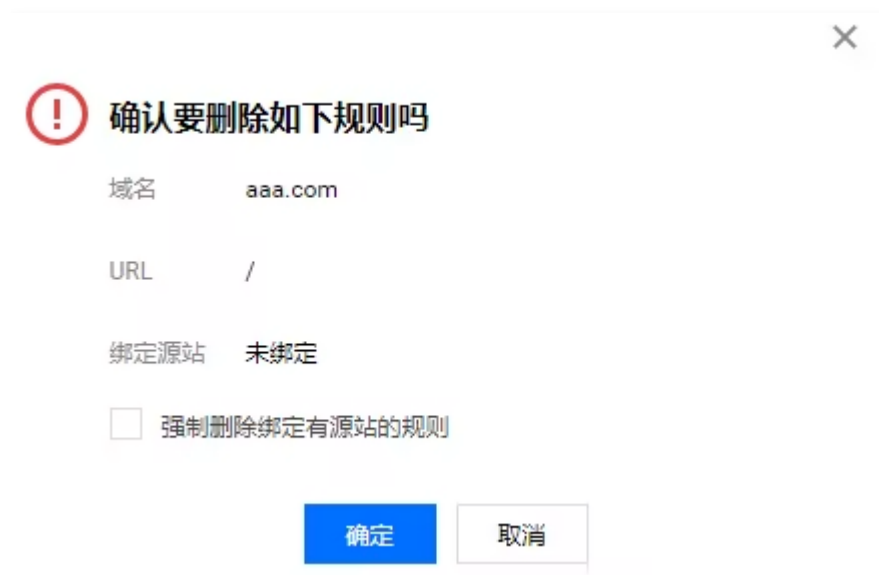 确认要删除如下规则吗
域名 aaa.com
URL /
绑定源站 未绑定
强制删除绑定有源站的规则
确定 取消